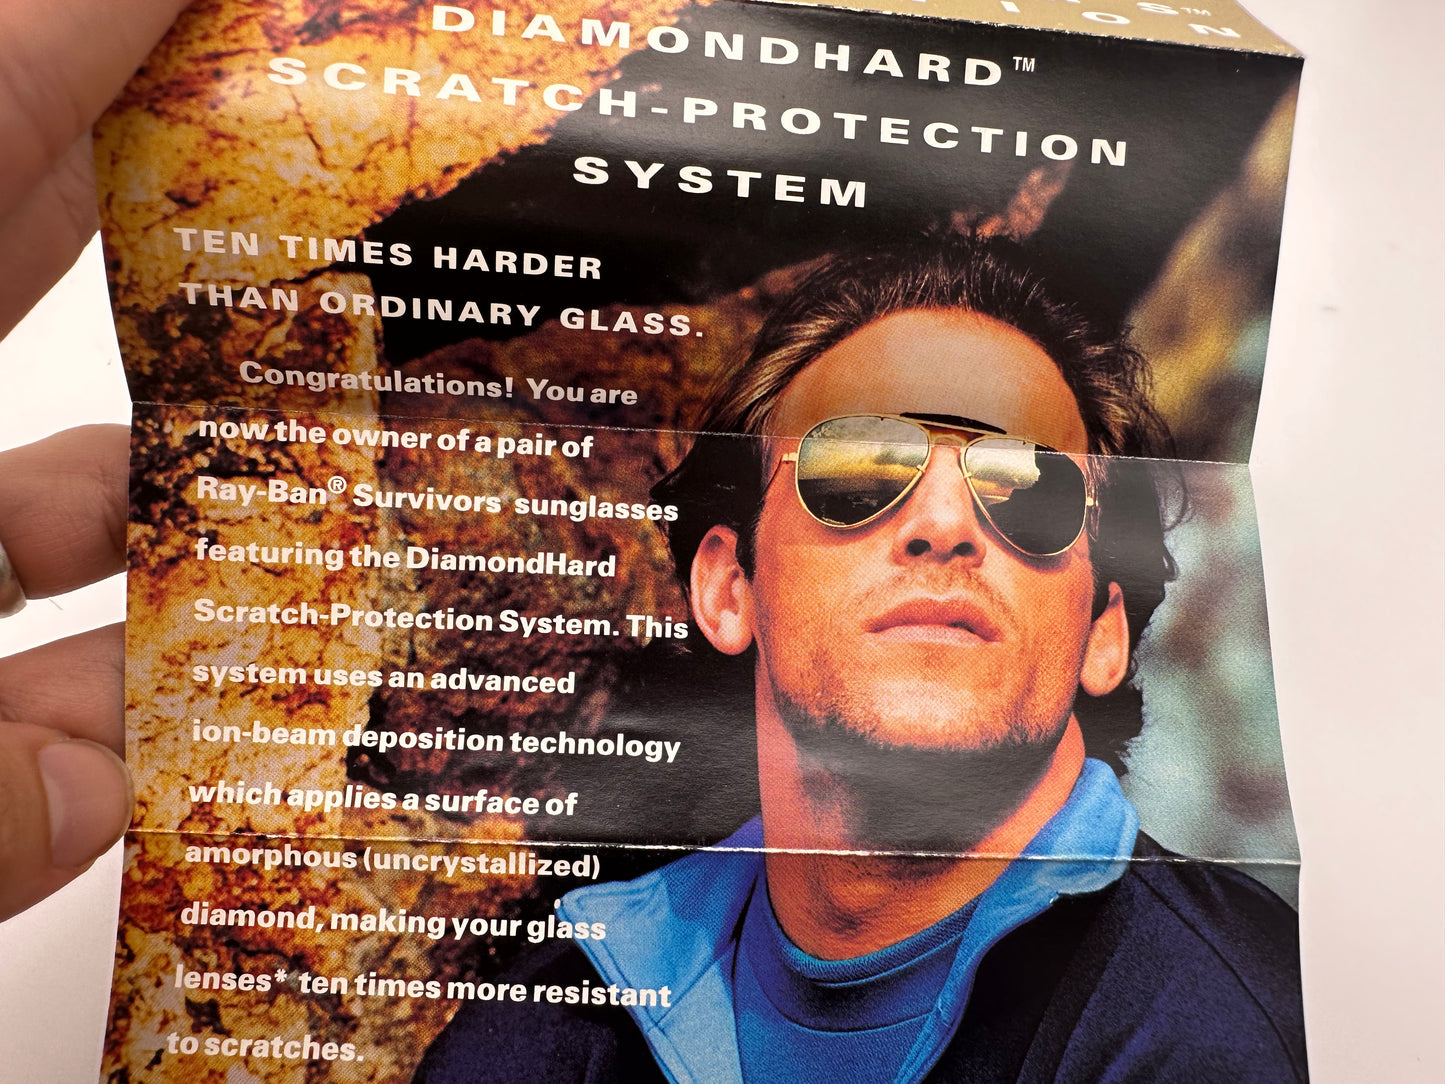 DIAMONDHARD™
SCRATCH-PROTECTION
SYSTEM
TEN TIMES HARDER
THAN ORDINARY GLASS.
Congratulations! You are
now the owner of a pair of
Ray-Ban® Survivors sunglasses
featuring the DiamondHard
Scratch-Protection System. This
system uses an advanced
ion-beam deposition technology
which applies a surface of
amorphous (uncrystallized)
diamond, making your glass
lenses* ten times more resistant
to scratches.